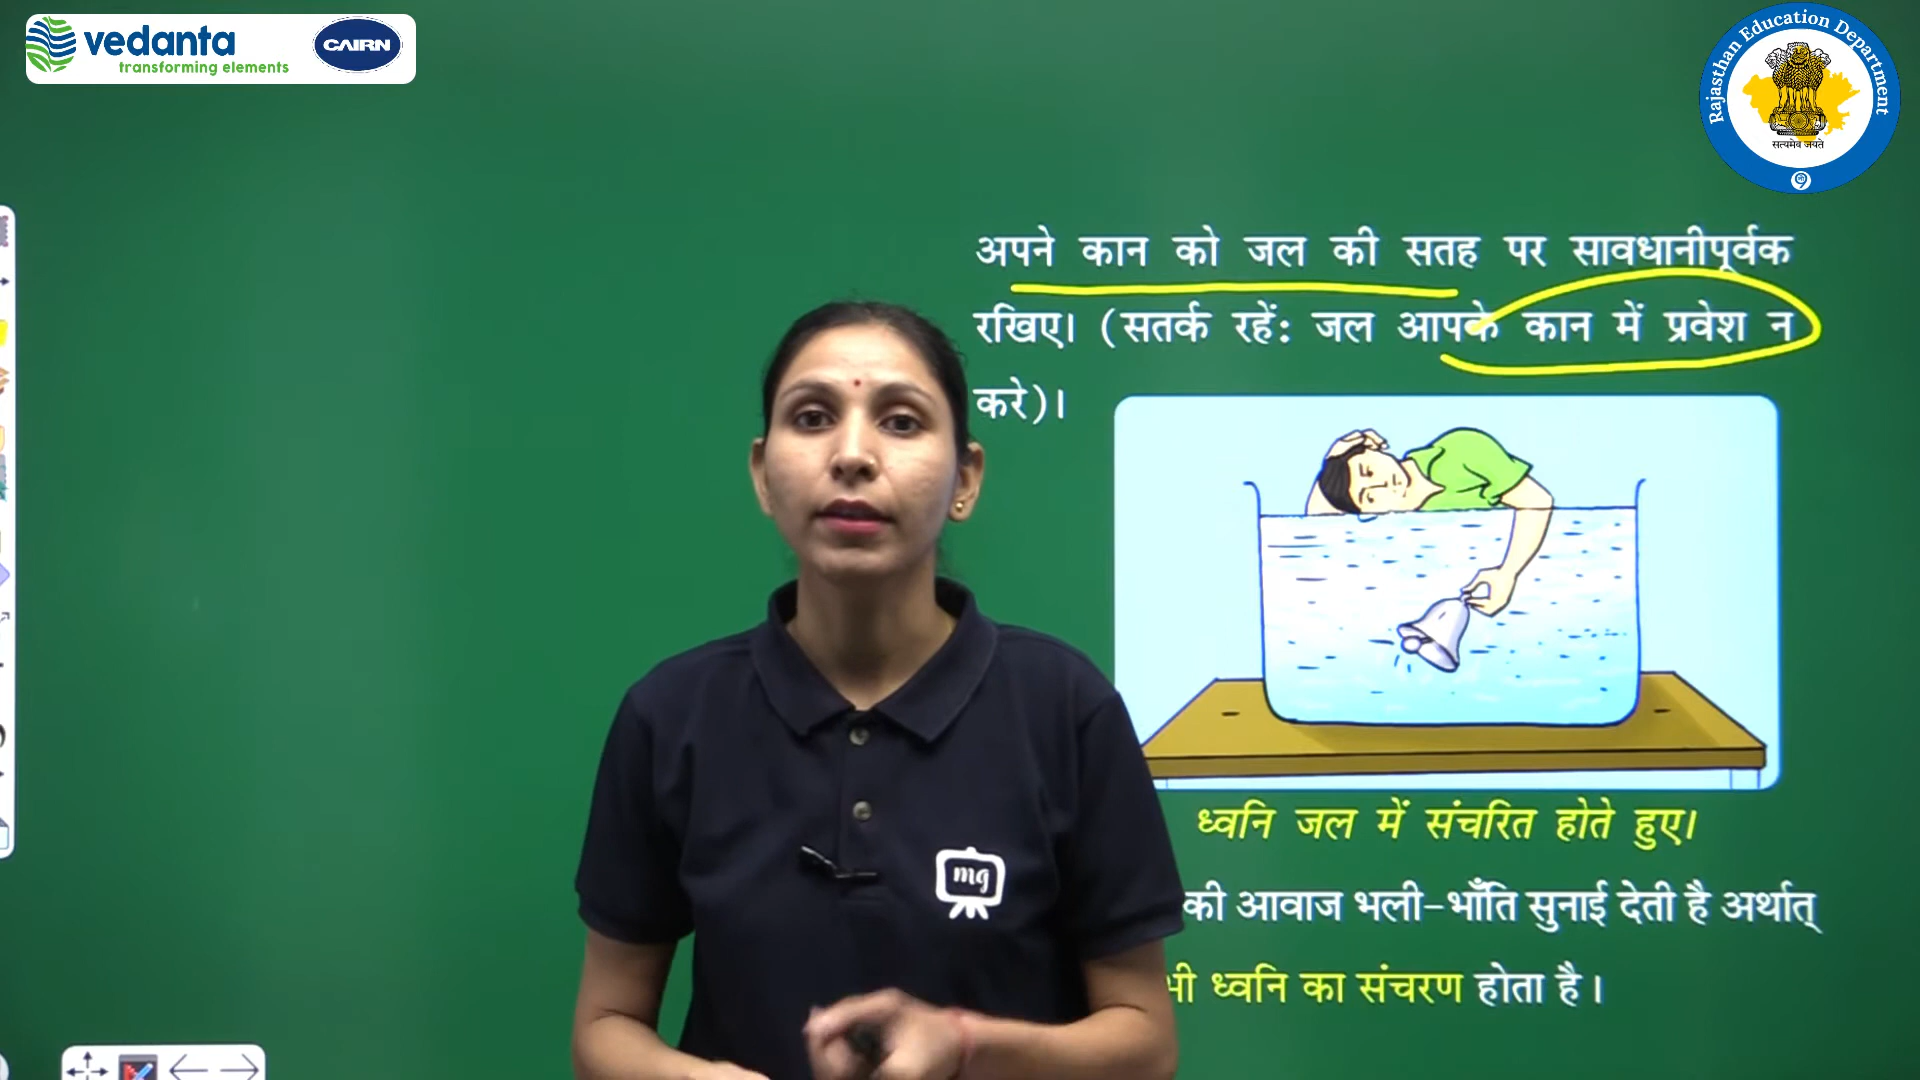 vedanta
transforming elements
CAIRN
Rajasthan Education Department
सत्यमेव जयते
अपने कान को जल की सतह पर सावधानीपूर्वक
रखिए। (सतर्क रहें: जल आपके कान में प्रवेश न
करे)।
ध्वनि जल में संचरित होते हुए।
की आवाज भली-भाँति सुनाई देती है अर्थात्
भी ध्वनि का संचरण होता है।
mg